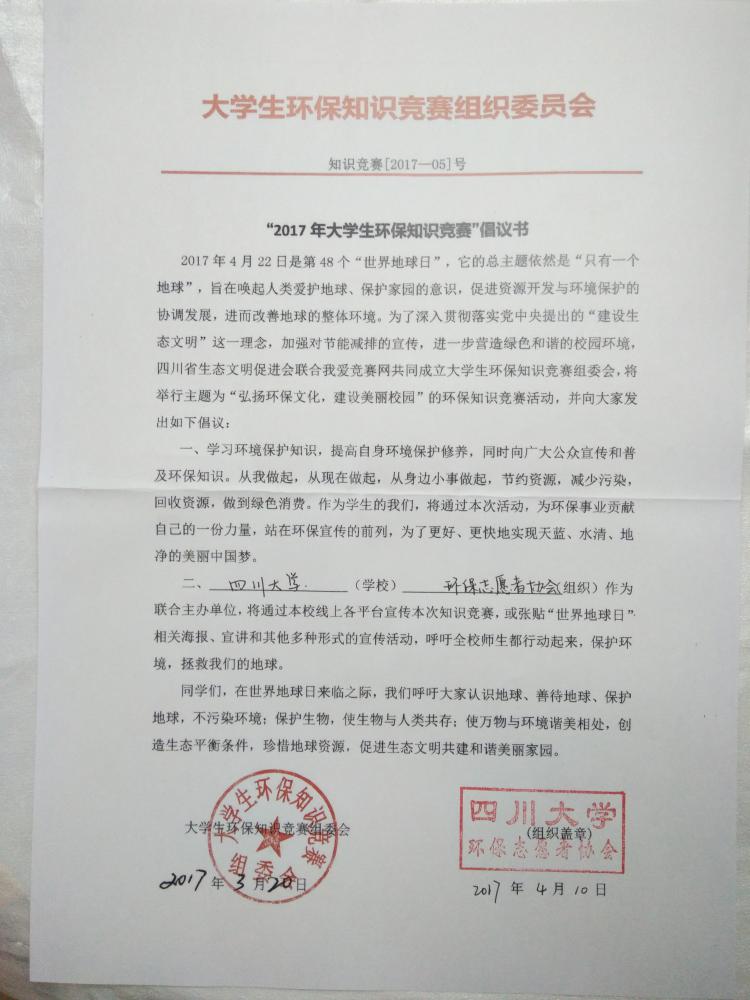 大学生环保知识竞赛组织委员会
知识竞赛[2017—05]号
“2017 年大学生环保知识竞赛”倡议书
2017 年 4 月 22 日是第 48 个“世界地球日”，它的总主题依然是“只有一个
地球”，旨在唤起人类爱护地球、保护家园的意识，促进资源开发与环境保护的
协调发展，进而改善地球的整体环境。为了深入贯彻落实党中央提出的“建设生
态文明”这一理念，加强对节能减排的宣传，进一步营造绿色和谐的校园环境，
四川省生态文明促进会联合我爱竞赛网共同成立大学生环保知识竞赛组委会，将
举行主题为“弘扬环保文化，建设美丽校园”的环保知识竞赛活动，并向大家发
出如下倡议：
一、学习环境保护知识，提高自身环境保护修养，同时向广大公众宣传和普
及环保知识。从我做起，从现在做起，从身边小事做起，节约资源，减少污染，
回收资源，做到绿色消费。作为学生的我们，将通过本次活动，为环保事业贡献
自己的一份力量，站在环保宣传的前列，为了更好、更快地实现天蓝、水清、地
净的美丽中国梦。
二、四川大学（学校）环保志愿者协会(组织）作为
联合主办单位，将通过本校线上各平台宣传本次知识竞赛，或张贴“世界地球日”
相关海报、宣讲和其他多种形式的宣传活动，呼吁全校师生都行动起来，保护环
境，拯救我们的地球。
同学们，在世界地球日来临之际，我们呼吁大家认识地球、善待地球、保护
地球，不污染环境；保护生物，使生物与人类共存；使万物与环境谐美相处，创
造生态平衡条件，珍惜地球资源，促进生态文明共建和谐美丽家园。
大学生环保知识竞赛
组委会
大学生环保知识竞赛组委会
2017 年 3 月 20 日
四川大学
(组织盖章)
环保志愿者协会
2017 年 4 月 10 日